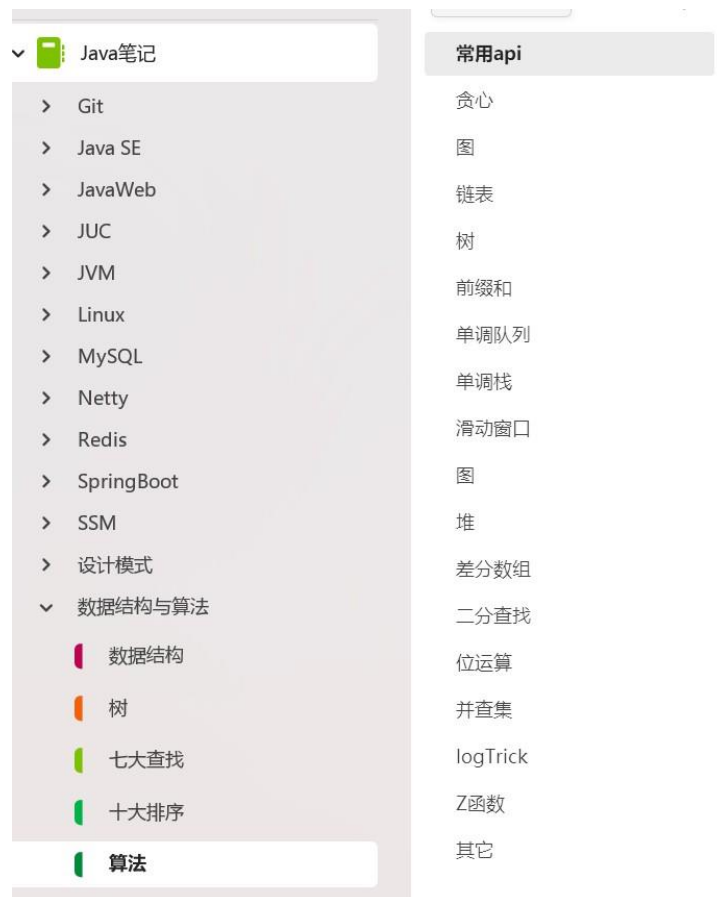 Java笔记
Git
Java SE
JavaWeb
JUC
JVM
Linux
MySQL
Netty
Redis
SpringBoot
SSM
设计模式
数据结构与算法
数据结构
树
七大查找
十大排序
算法
常用api
贪心
图
链表
树
前缀和
单调队列
单调栈
滑动窗口
图
堆
差分数组
二分查找
位运算
并查集
logTrick
Z函数
其它